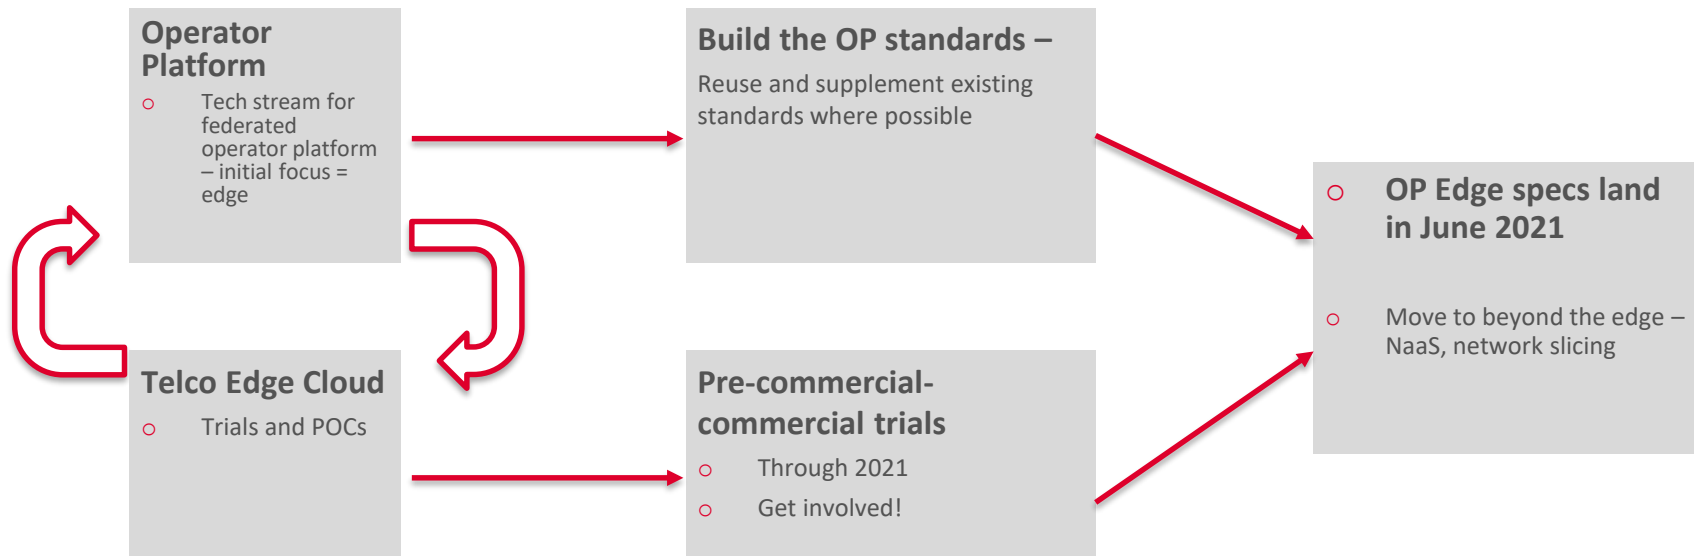 Operator
Platform
o Tech stream for
federated
operator platform
– initial focus =
edge
Build the OP standards –
Reuse and supplement existing
standards where possible
o OP Edge specs land
in June 2021
o Move to beyond the edge –
NaaS, network slicing
Telco Edge Cloud
o Trials and POCs
Pre-commercial-
commercial trials
o Through 2021
o Get involved!